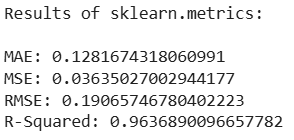 Results of sklearn.metrics:
MAE: 0.1281674318060991
MSE: 0.03635027002944177
RMSE: 0.19065746780402223
R-Squared: 0.9636890096657782